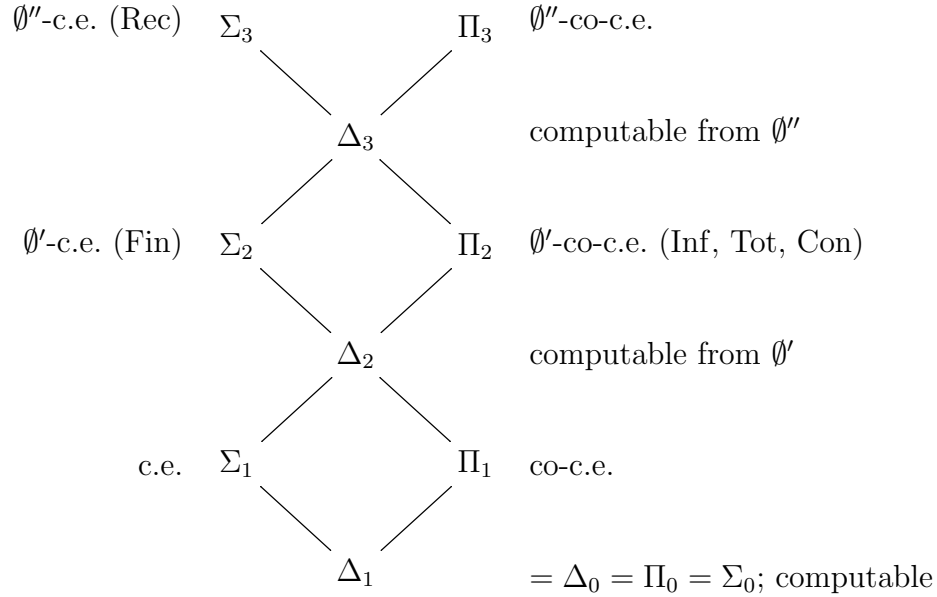 ∅′′-c.e. (Rec) Σ₃ Π₃ ∅′′-co-c.e.
Δ₃ computable from ∅′′
∅′-c.e. (Fin) Σ₂ Π₂ ∅′-co-c.e. (Inf, Tot, Con)
Δ₂ computable from ∅′
c.e. Σ₁ Π₁ co-c.e.
Δ₁ = Δ₀ = Π₀ = Σ₀; computable